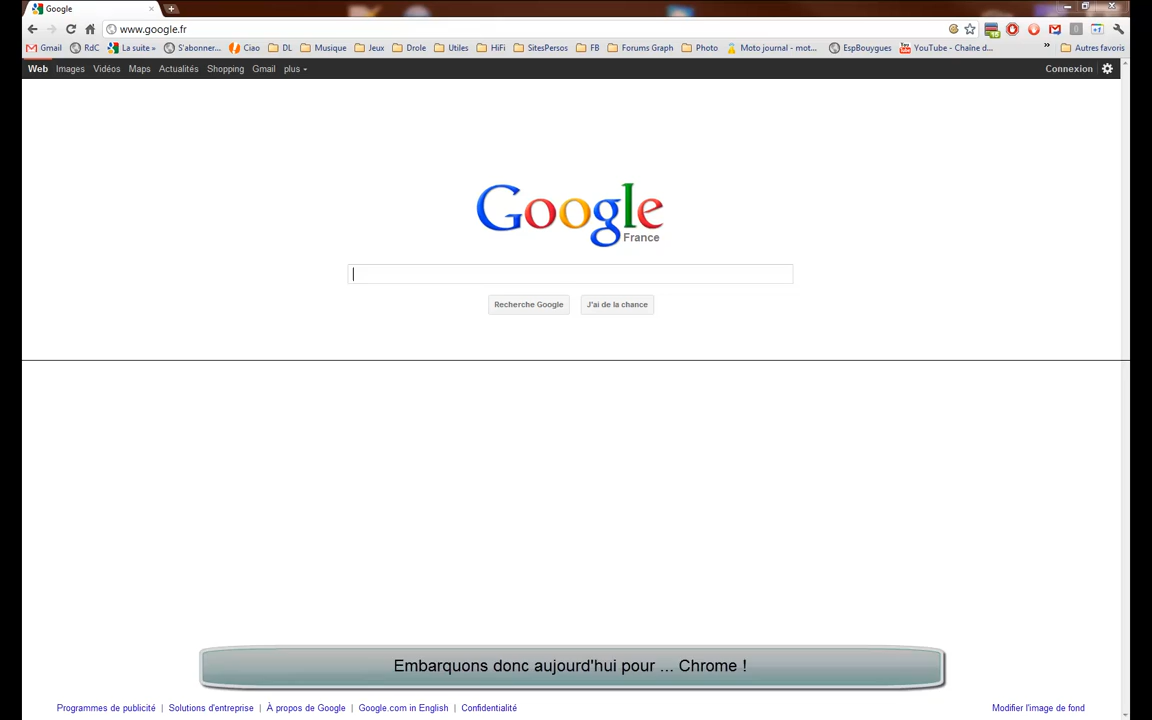 Google
www.google.fr
Gmail RdC La suite » S'abonner... Ciao DL Musique Jeux Drole Utiles HiFi SitesPersos FB Forums Graph Photo Moto journal - mot... EspBouygues YouTube - Chaîne d... » Autres favoris
Web Images Vidéos Maps Actualités Shopping Gmail plus Connexion
Google
France
Recherche Google J'ai de la chance
Embarquons donc aujourd'hui pour ... Chrome !
Programmes de publicité | Solutions d'entreprise | À propos de Google | Google.com in English | Confidentialité Modifier l'image de fond